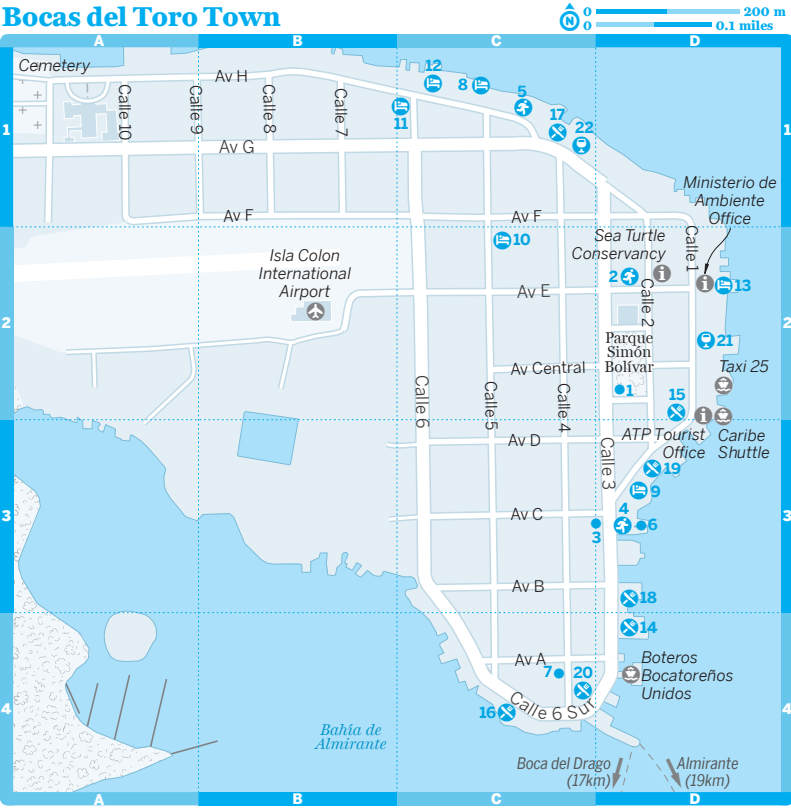 Bocas del Toro Town
N
0 200 m
0 0.1 miles
A B C D
Cemetery
Av H
12
8
5
11
17
22
Calle 10
Calle 9
Calle 8
Calle 7
1
1
Av G
Ministerio de
Ambiente
Office
Av F
Av F
Calle 1
10
Sea Turtle
Conservancy
Isla Colon
International
Airport
2
13
Calle 2
Av E
2
2
21
Parque
Simón
Bolívar
Av Central
Taxi 25
1
15
Calle 6
Calle 5
Calle 4
Calle 3
ATP Tourist
Office
Caribe
Shuttle
Av D
19
9
Av C
4
6
3
3
3
Av B
18
14
Av A
7
20
Boteros
Bocatoreños
Unidos
16
Calle 6 Sur
4
4
Bahía de
Almirante
Boca del Drago
(17km)
Almirante
(19km)
A B C D